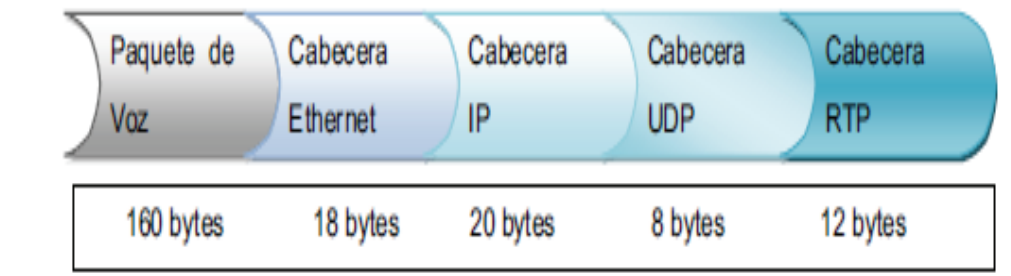 Paquete de Voz
Cabecera Ethernet
Cabecera IP
Cabecera UDP
Cabecera RTP
160 bytes 18 bytes 20 bytes 8 bytes 12 bytes